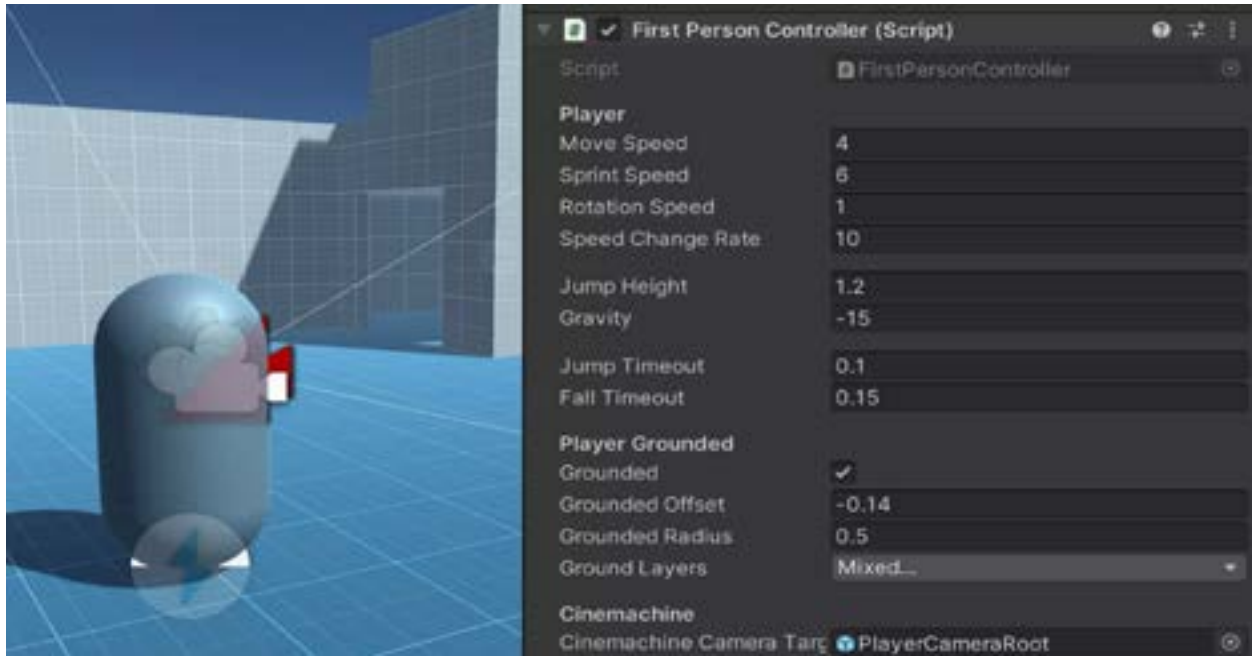 First Person Controller (Script)
Script FirstPersonController
Player
Move Speed 4
Sprint Speed 6
Rotation Speed 1
Speed Change Rate 10
Jump Height 1.2
Gravity -15
Jump Timeout 0.1
Fall Timeout 0.15
Player Grounded
Grounded
Grounded Offset -0.14
Grounded Radius 0.5
Ground Layers Mixed...
Cinemachine
Cinemachine Camera Targ PlayerCameraRoot